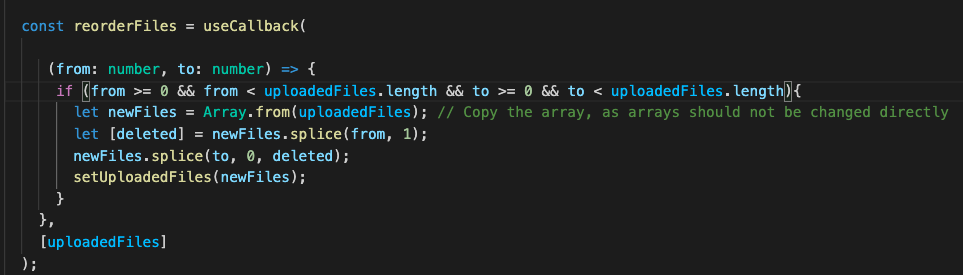 const reorderFiles = useCallback(
(from: number, to: number) => {
if (from >= 0 && from < uploadedFiles.length && to >= 0 && to < uploadedFiles.length){
let newFiles = Array.from(uploadedFiles); // Copy the array, as arrays should not be changed directly
let [deleted] = newFiles.splice(from, 1);
newFiles.splice(to, 0, deleted);
setUploadedFiles(newFiles);
}
},
[uploadedFiles]
);